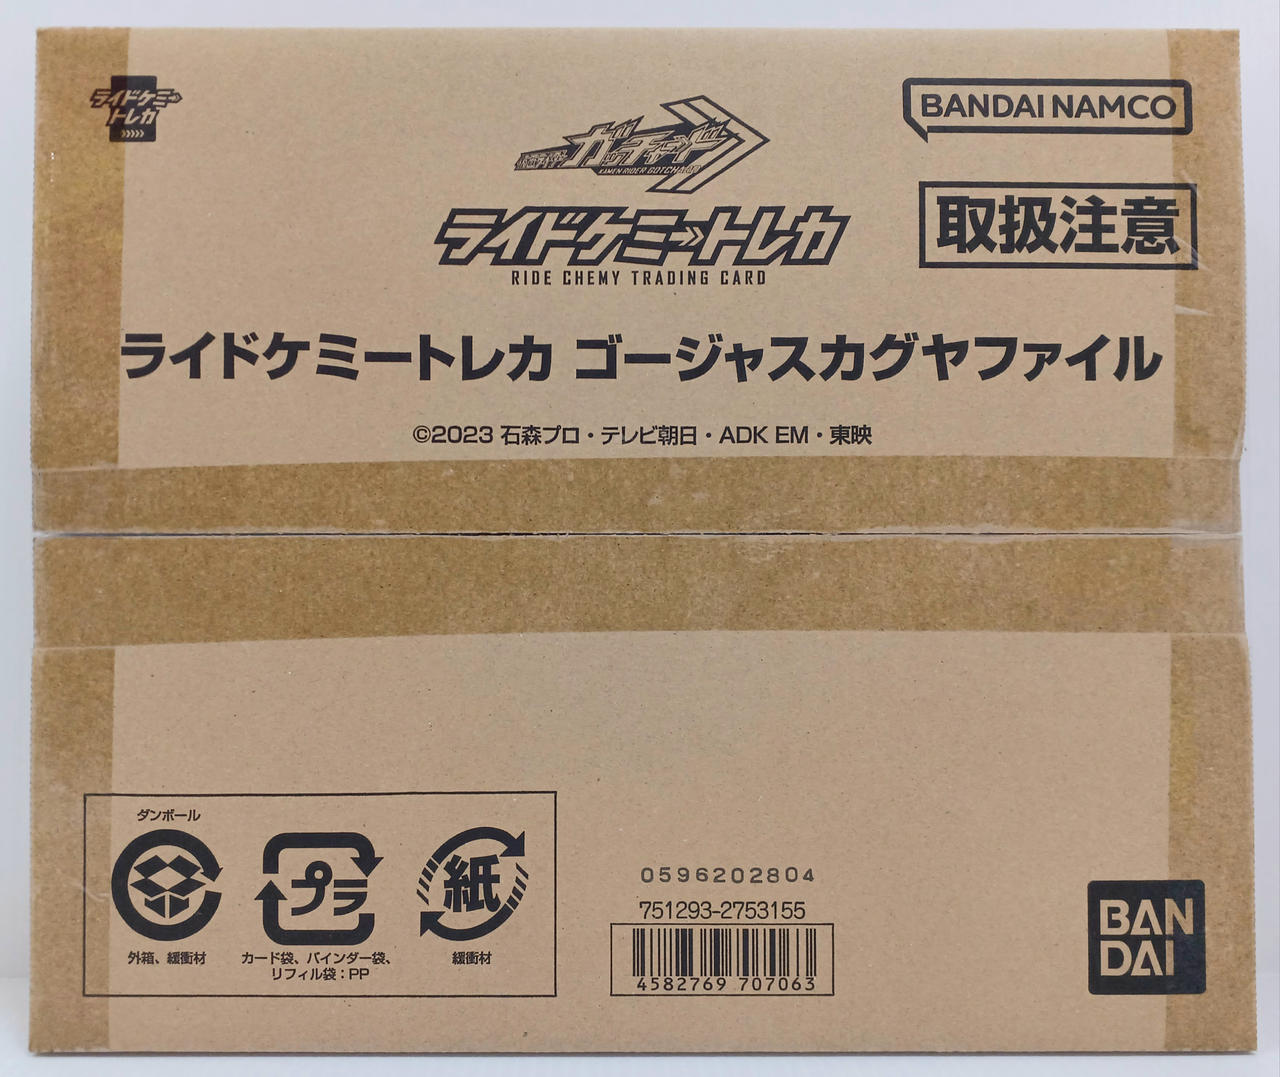 ライドケミー
トレカ
BANDAI NAMCO
仮面ライダー
ガッチャード
KAMEN RIDER GOTCHARD
取扱注意
ライドケミートレカ
RIDE CHEMY TRADING CARD
ライドケミートレカ ゴージャスカグヤファイル
©2023 石森プロ・テレビ朝日・ADK EM・東映
ダンボール
外箱、緩衝材
プラ
カード袋、バインダー袋、
リフィル袋：PP
紙
緩衝材
0596202804
751293-2753155
4582769 707063
BAN
DAI